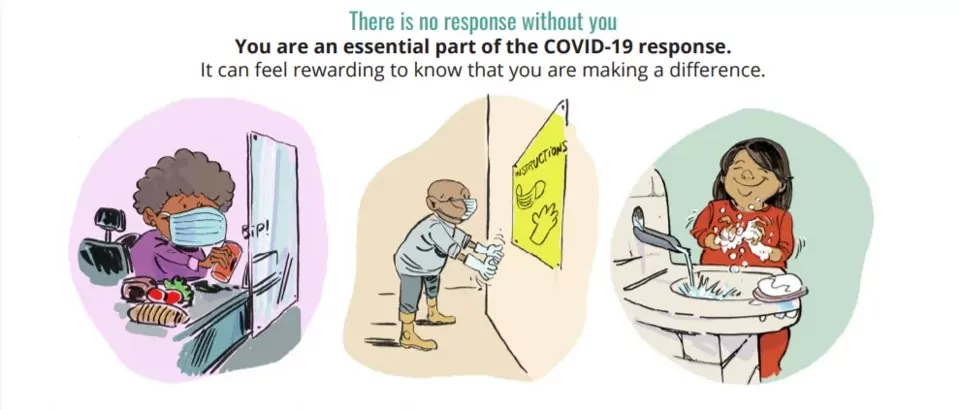 There is no response without you
You are an essential part of the COVID-19 response.
It can feel rewarding to know that you are making a difference.
BiP!
INSTRUCTIONS